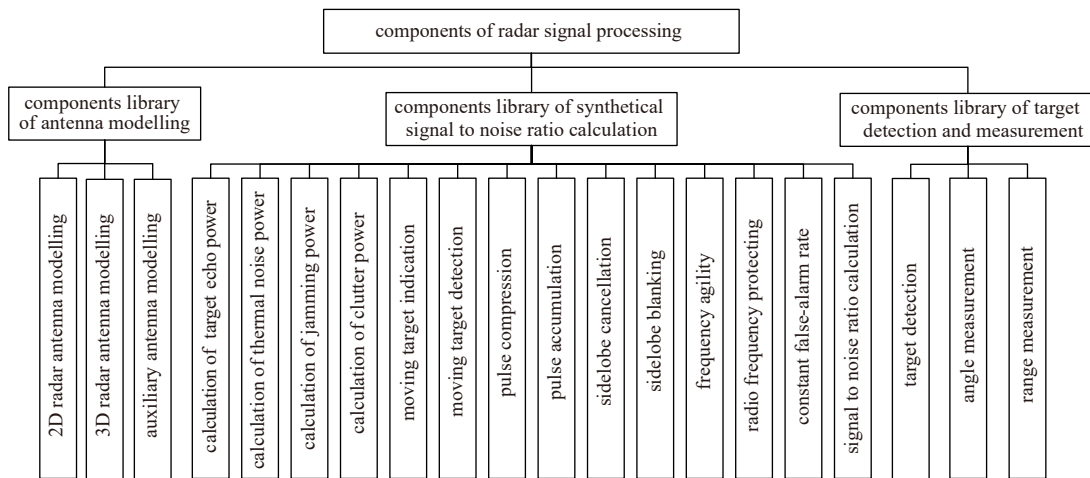 components of radar signal processing
components library
of antenna modelling
components library of synthetical
signal to noise ratio calculation
components library of target
detection and measurement
2D radar antenna modelling
3D radar antenna modelling
auxiliary antenna modelling
calculation of target echo power
calculation of thermal noise power
calculation of jamming power
calculation of clutter power
moving target indication
moving target detection
pulse compression
pulse accumulation
sidelobe cancellation
sidelobe blanking
frequency agility
radio frequency protecting
constant false-alarm rate
signal to noise ratio calculation
target detection
angle measurement
range measurement